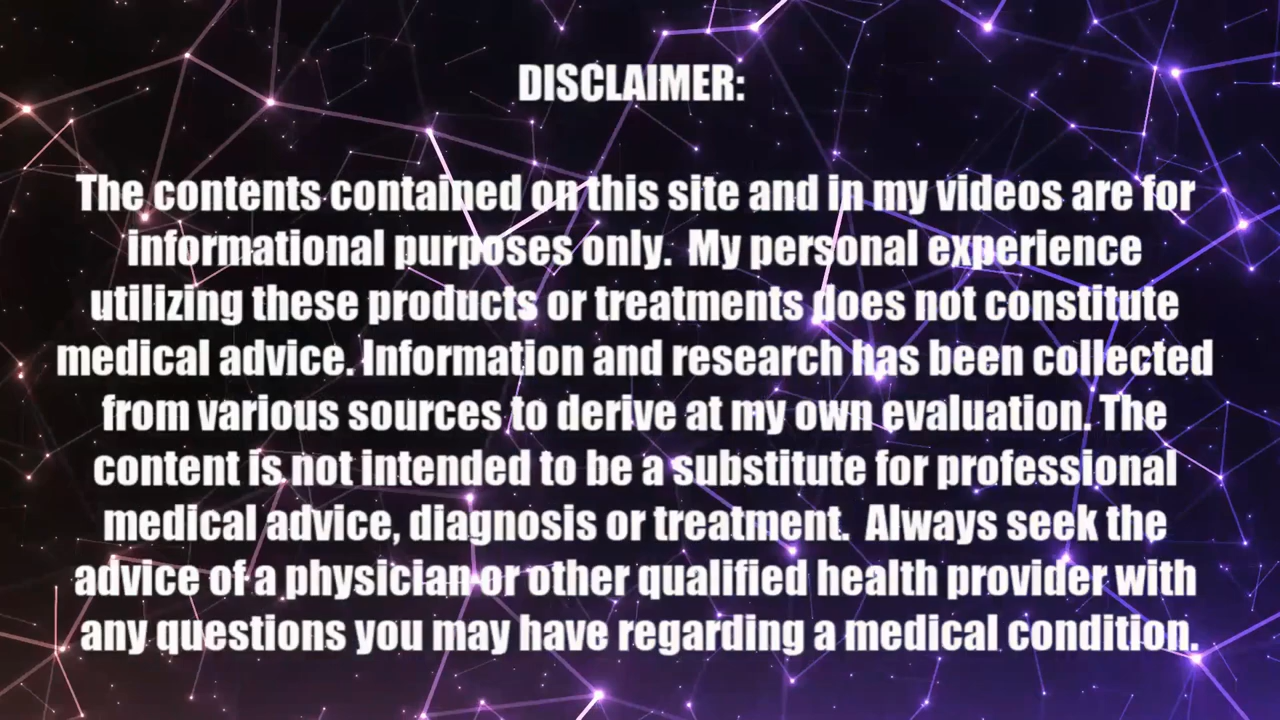 DISCLAIMER:
The contents contained on this site and in my videos are for
informational purposes only.  My personal experience
utilizing these products or treatments does not constitute
medical advice. Information and research has been collected
from various sources to derive at my own evaluation. The
content is not intended to be a substitute for professional
medical advice, diagnosis or treatment.  Always seek the
advice of a physician or other qualified health provider with
any questions you may have regarding a medical condition.